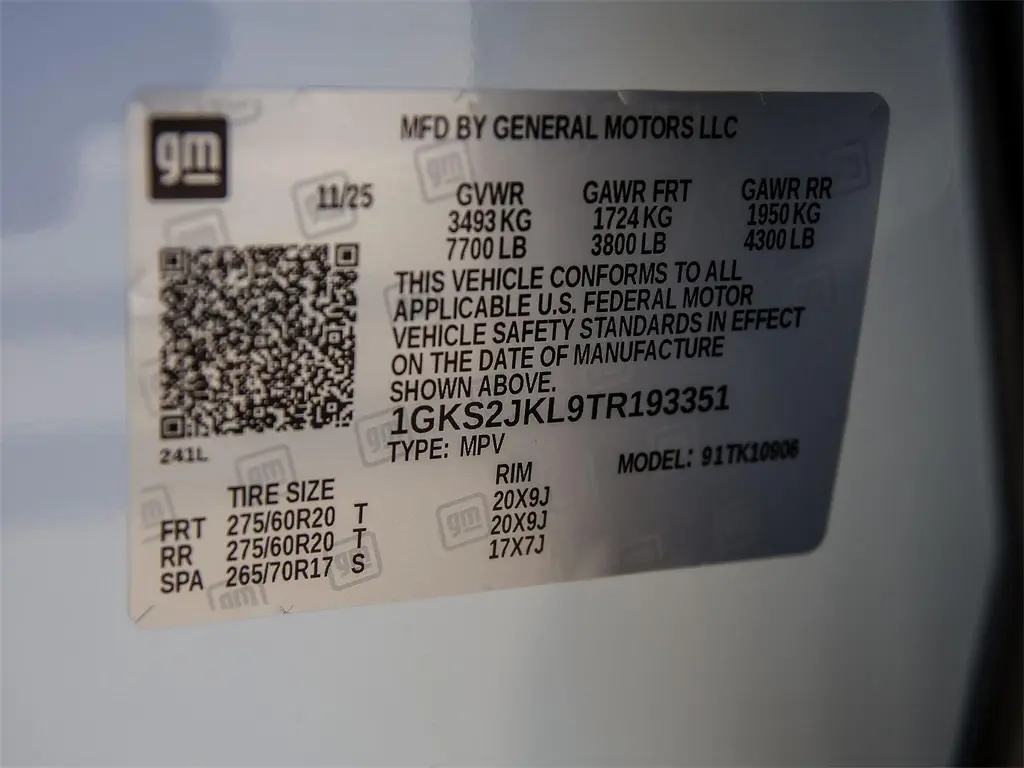 gm
MFD BY GENERAL MOTORS LLC
11/25
GVWR GAWR FRT GAWR RR
3493 KG 1724 KG 1950 KG
7700 LB 3800 LB 4300 LB
THIS VEHICLE CONFORMS TO ALL
APPLICABLE U.S. FEDERAL MOTOR
VEHICLE SAFETY STANDARDS IN EFFECT
ON THE DATE OF MANUFACTURE
SHOWN ABOVE.
1GKS2JKL9TR193351
241L
TYPE: MPV
MODEL: 91TK10906
TIRE SIZE RIM
FRT 275/60R20 T 20X9J
RR 275/60R20 T 20X9J
SPA 265/70R17 S 17X7J